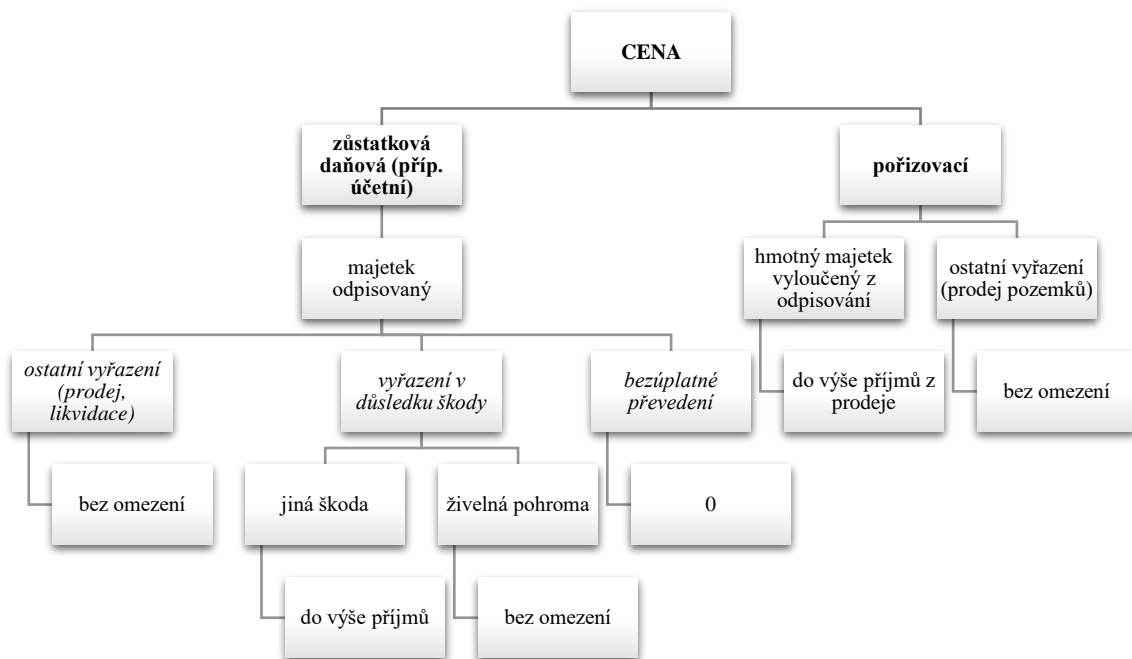 CENA
zůstatková
daňová (příp.
účetní)
pořizovací
majetek
odpisovaný
hmotný majetek
vyloučený z
odpisování
ostatní vyřazení
(prodej pozemků)
ostatní vyřazení
(prodej,
likvidace)
vyřazení v
důsledku škody
bezúplatné
převedení
do výše příjmů z
prodeje
bez omezení
bez omezení
jiná škoda
živelná pohroma
0
do výše příjmů
bez omezení